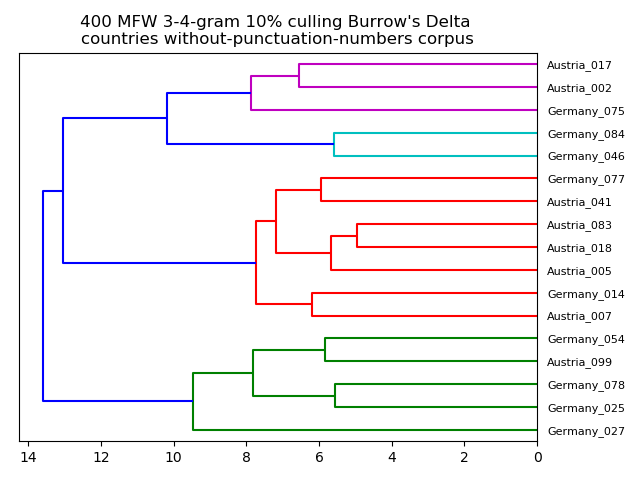 400 MFW 3-4-gram 10% culling Burrow's Delta
countries without-punctuation-numbers corpus
Austria_017
Austria_002
Germany_075
Germany_084
Germany_046
Germany_077
Austria_041
Austria_083
Austria_018
Austria_005
Germany_014
Austria_007
Germany_054
Austria_099
Germany_078
Germany_025
Germany_027
14 12 10 8 6 4 2 0